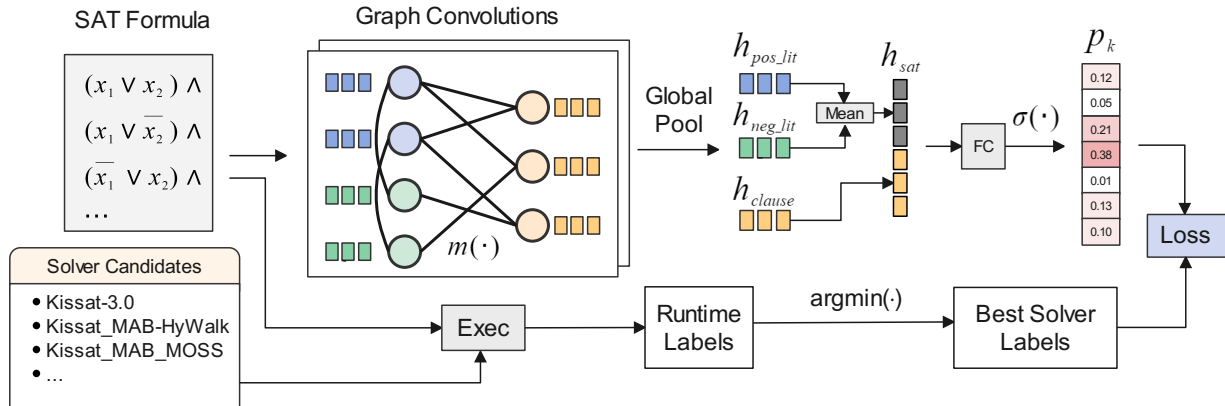 SAT Formula
(x₁ ∨ x₂) ∧
(x₁ ∨ x̅₂) ∧
(x̅₁ ∨ x₂) ∧
...
Solver Candidates
• Kissat-3.0
• Kissat_MAB-HyWalk
• Kissat_MAB_MOSS
• ...
Graph Convolutions
m(·)
Global
Pool
h_pos_lit
h_neg_lit
h_clause
Mean
h_sat
FC
σ(·)
p_k
0.12
0.05
0.21
0.38
0.01
0.13
0.10
Loss
Exec
Runtime
Labels
argmin(·)
Best Solver
Labels